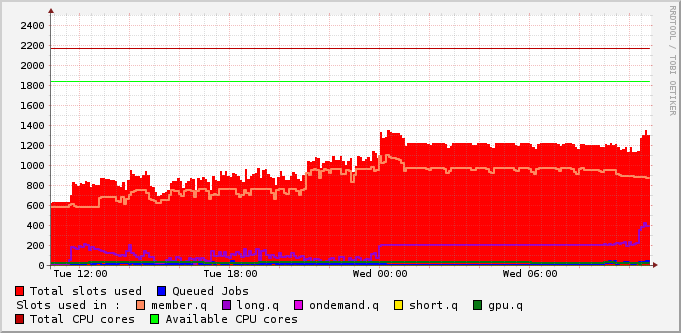 2400
2200
2000
1800
1600
1400
1200
1000
800
600
400
200
0
Tue 12:00 Tue 18:00 Wed 00:00 Wed 06:00
Total slots used Queued Jobs
Slots used in : member.q long.q ondemand.q short.q gpu.q
Total CPU cores Available CPU cores
RRDTOOL / TOBI OETIKER